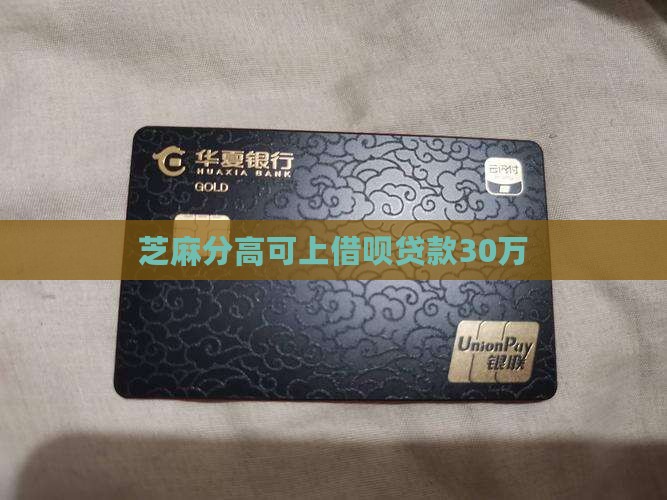 华夏银行
HUAXIA BANK
GOLD
云闪付
芝麻分高可上借呗贷款30万
UnionPay
银联